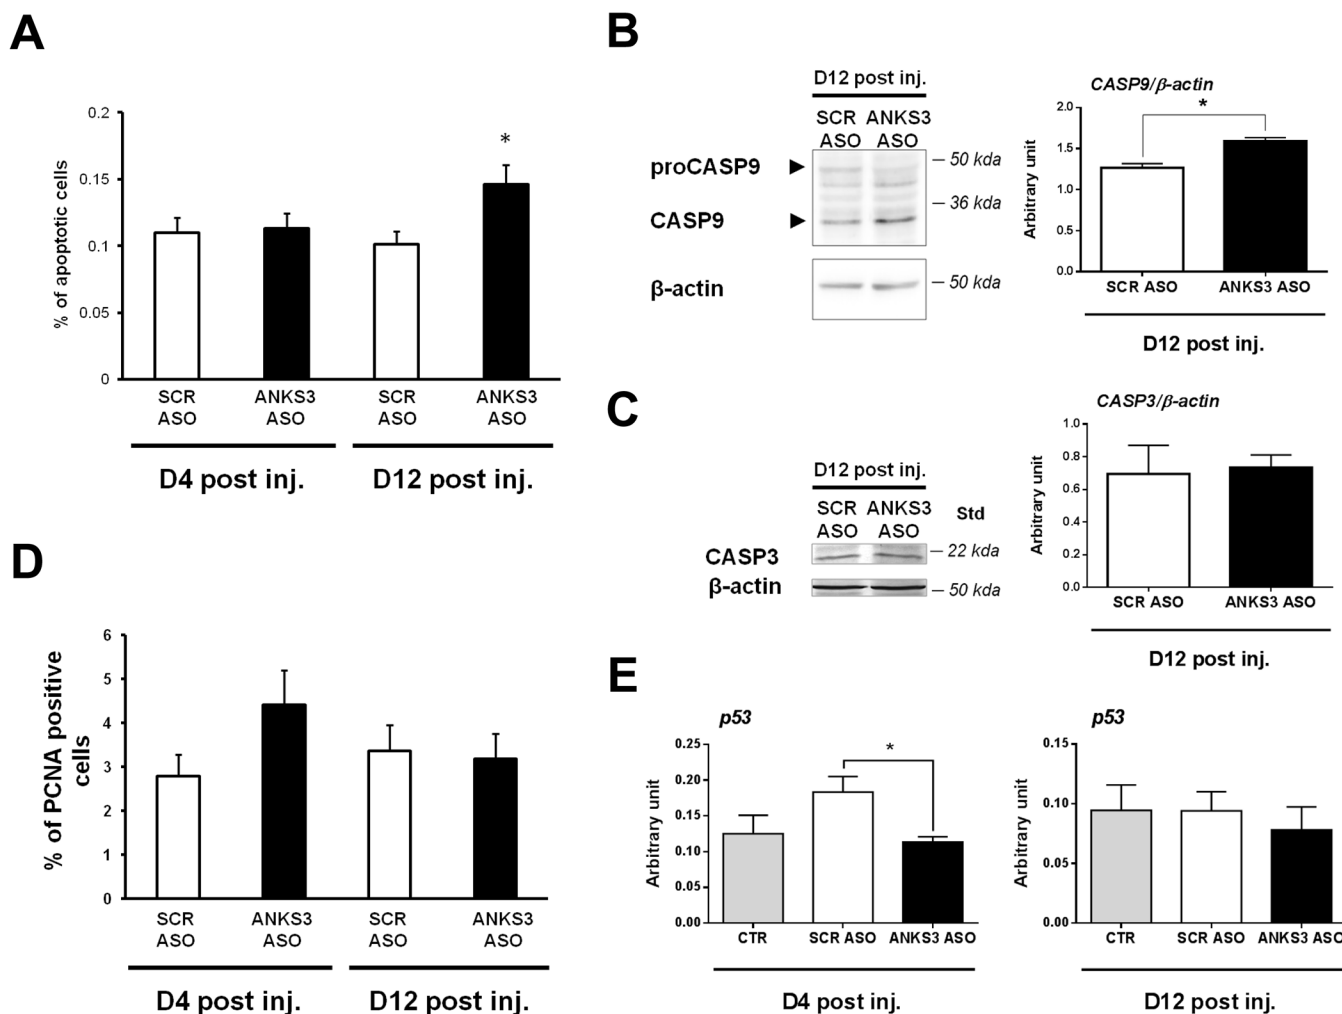 A
0.2
0.15
0.1
0.05
0
% of apoptotic cells
*
SCR ASO
ANKS3 ASO
SCR ASO
ANKS3 ASO
D4 post inj.
D12 post inj.
B
D12 post inj.
SCR ASO
ANKS3 ASO
proCASP9
CASP9
β-actin
50 kda
36 kda
50 kda
CASP9/β-actin
*
2.0
1.5
1.0
0.5
0.0
Arbitrary unit
SCR ASO
ANKS3 ASO
D12 post inj.
C
D12 post inj.
SCR ASO
ANKS3 ASO
Std
CASP3
β-actin
22 kda
50 kda
CASP3/β-actin
1.0
0.8
0.6
0.4
0.2
0.0
Arbitrary unit
SCR ASO
ANKS3 ASO
D12 post inj.
D
6
5
4
3
2
1
0
% of PCNA positive
cells
SCR ASO
ANKS3 ASO
SCR ASO
ANKS3 ASO
D4 post inj.
D12 post inj.
E
p53
*
0.25
0.20
0.15
0.10
0.05
0.00
Arbitrary unit
CTR
SCR ASO
ANKS3 ASO
D4 post inj.
p53
0.15
0.10
0.05
0.00
Arbitrary unit
CTR
SCR ASO
ANKS3 ASO
D12 post inj.